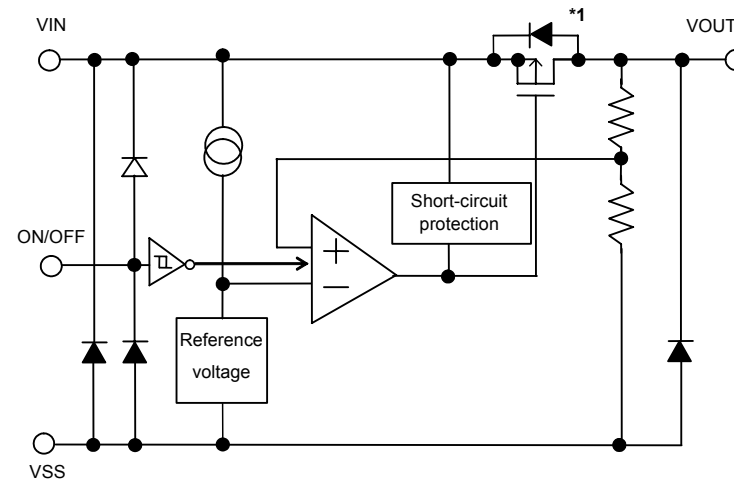 *1
VIN
VOUT
Short-circuit
protection
ON/OFF
+
−
Reference
voltage
VSS